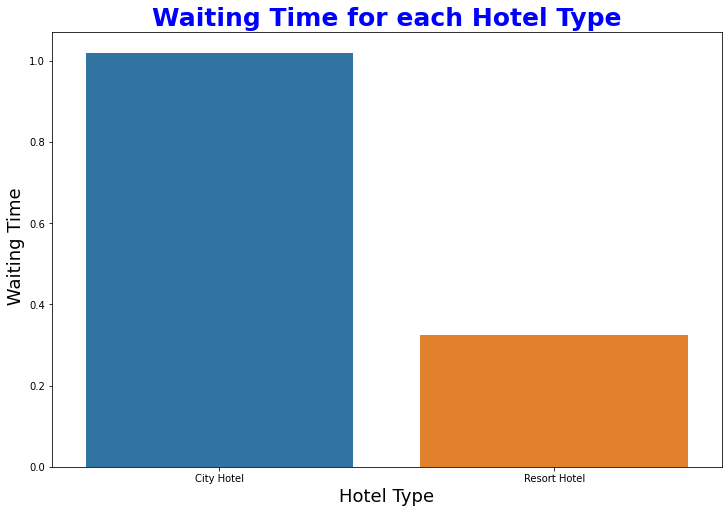 Waiting Time for each Hotel Type
Waiting Time
1.0
0.8
0.6
0.4
0.2
0.0
City Hotel
Resort Hotel
Hotel Type